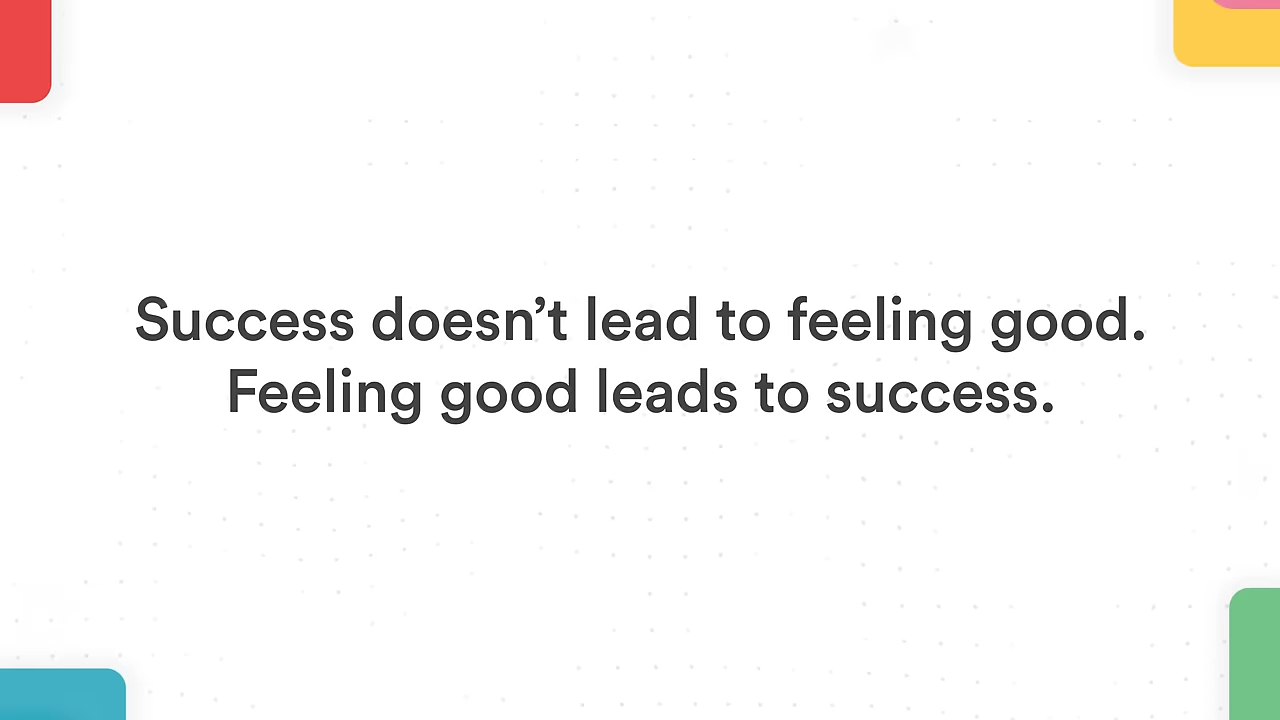 Success doesn’t lead to feeling good.
Feeling good leads to success.